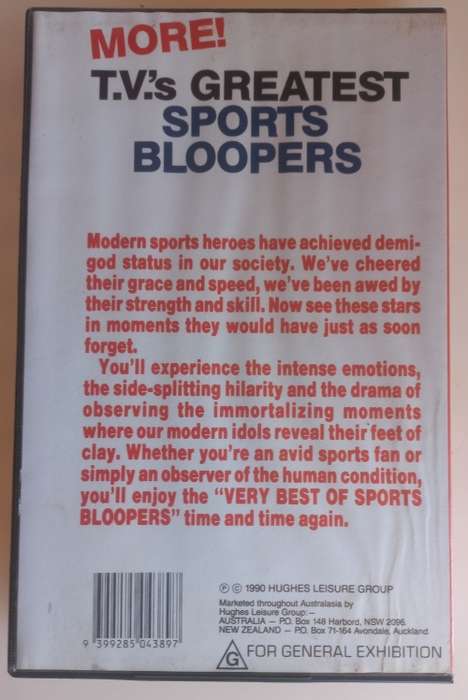 MORE!
T.V.'s GREATEST
SPORTS
BLOOPERS
Modern sports heroes have achieved demi-
god status in our society. We've cheered
their grace and speed, we've been awed by
their strength and skill. Now see these stars
in moments they would have just as soon
forget.
You'll experience the intense emotions,
the side-splitting hilarity and the drama of
observing the immortalizing moments
where our modern idols reveal their feet of
clay. Whether you're an avid sports fan or
simply an observer of the human condition,
you'll enjoy the “VERY BEST OF SPORTS
BLOOPERS” time and time again.
℗ © 1990 HUGHES LEISURE GROUP
Marketed throughout Australasia by
Hughes Leisure Group:–
AUSTRALIA – P.O. Box 148 Harbord, NSW 2096.
NEW ZEALAND – P.O. Box 71-164 Avondale, Auckland
9 399285 043897
G FOR GENERAL EXHIBITION